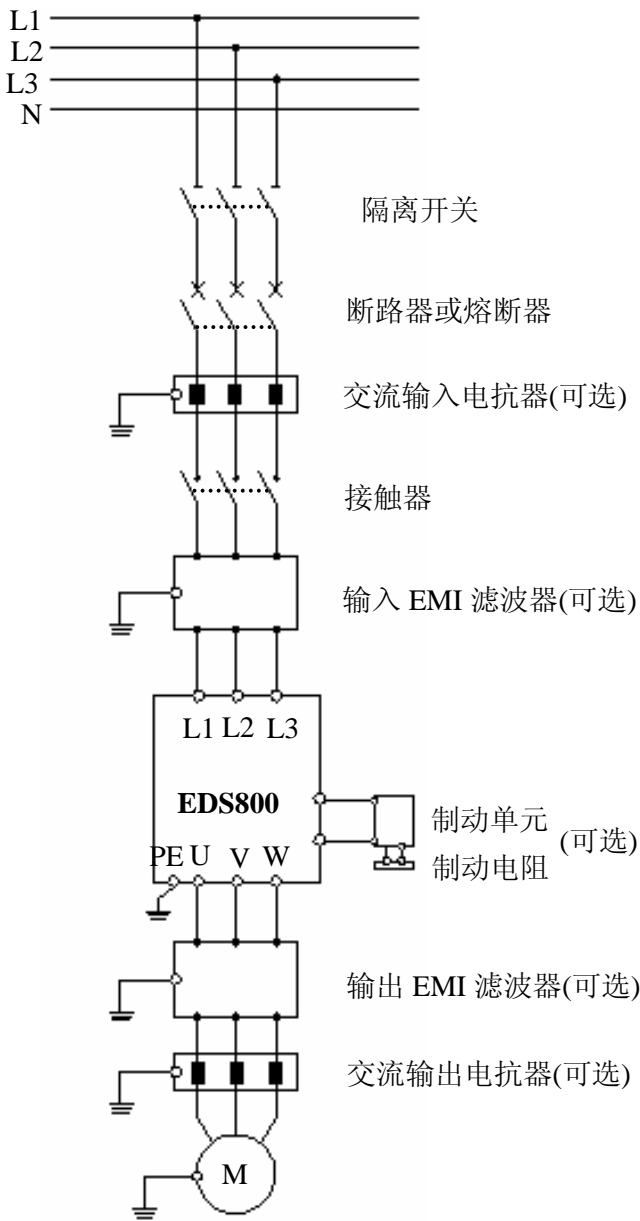 L1
L2
L3
N
隔离开关
断路器或熔断器
交流输入电抗器(可选)
接触器
输入 EMI 滤波器(可选)
L1 L2 L3
EDS800
制动单元
(可选)
制动电阻
PE U V W
输出 EMI 滤波器(可选)
交流输出电抗器(可选)
M